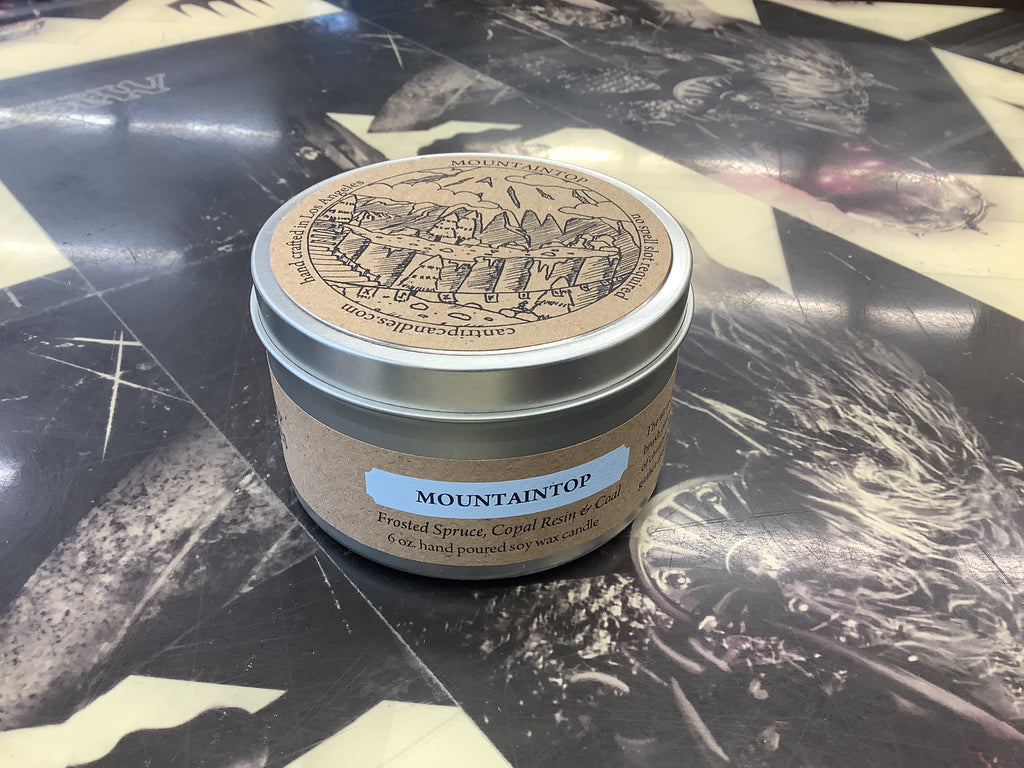 MOUNTAINTOP
hand crafted in Los Angeles
no spell slot required
cantripcandles.com
MOUNTAINTOP
Frosted Spruce, Copal Resin & Coal
6 oz. hand poured soy wax candle